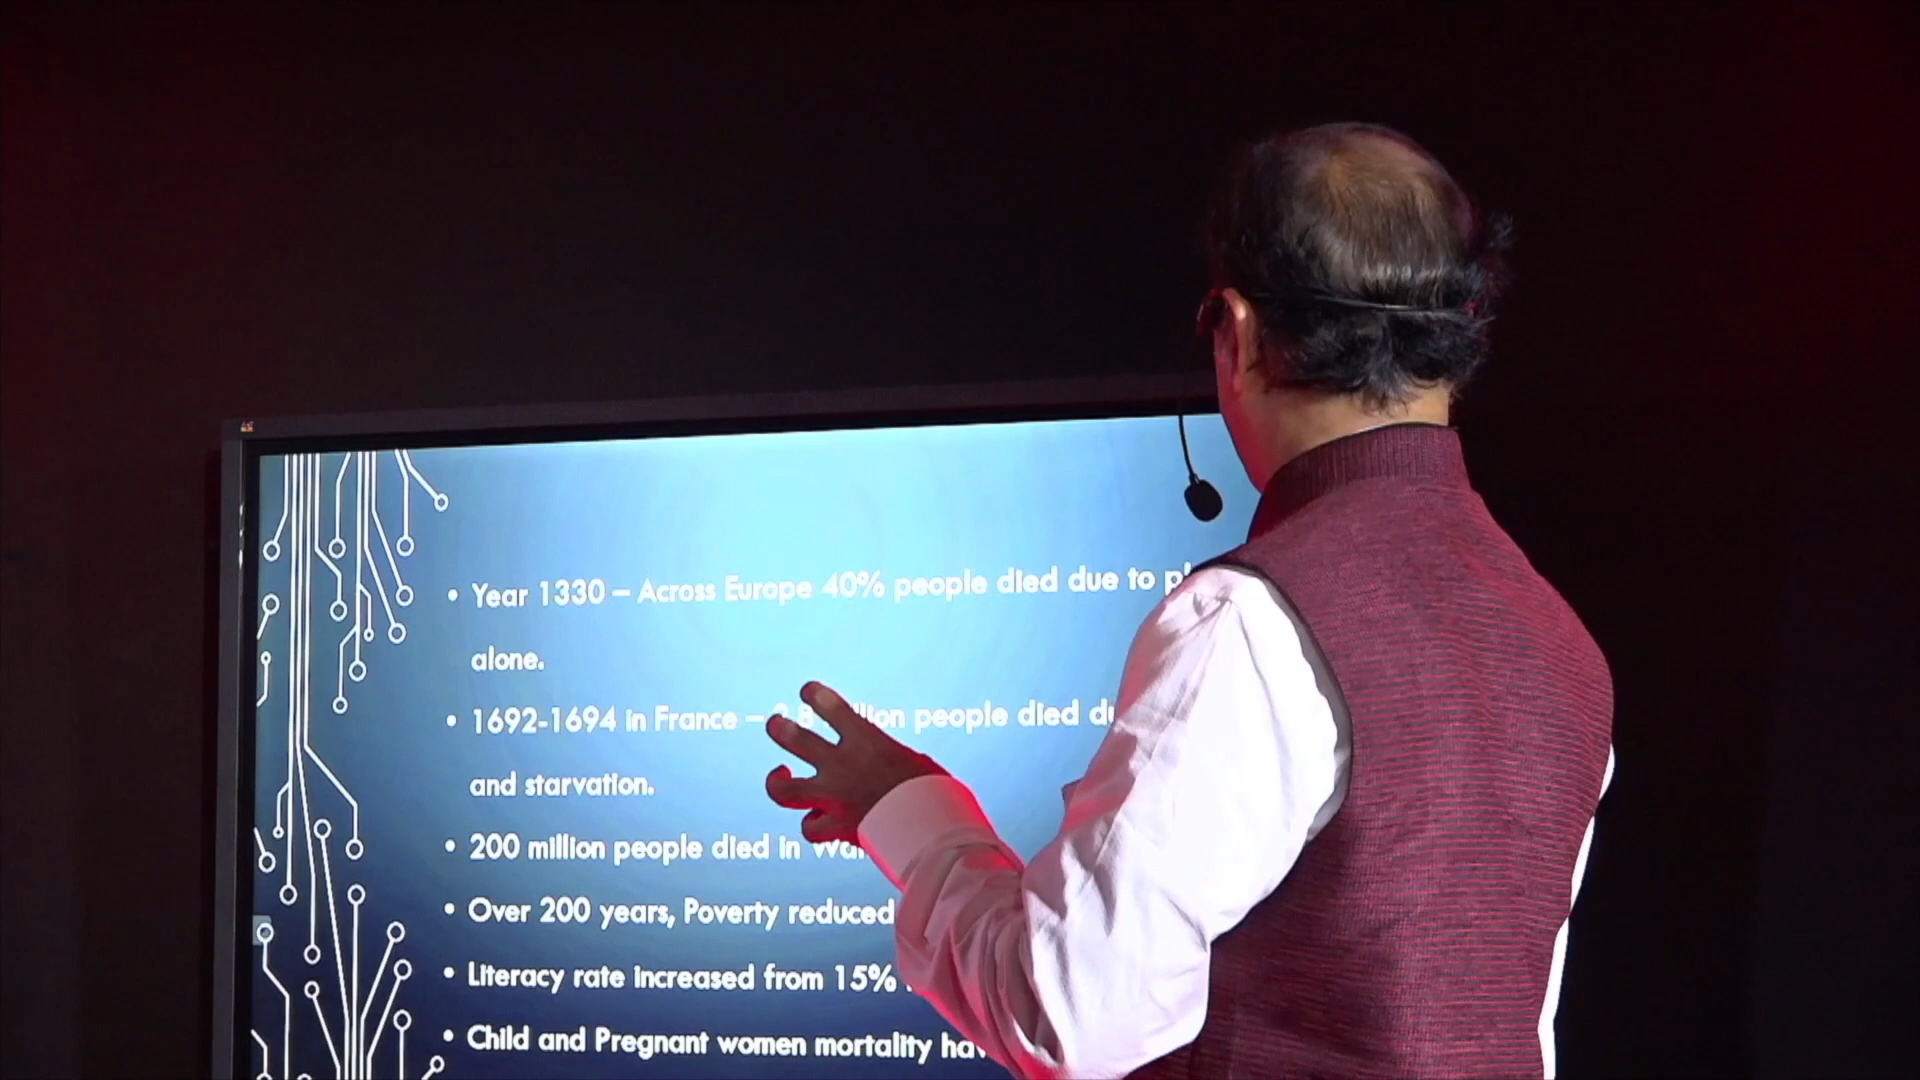 • Year 1330 – Across Europe 40% people died due to
alone.
• 1692-1694 in France – people died
and starvation.
• 200 million people died in
• Over 200 years, Poverty reduced
• Literacy rate increased from 15%
• Child and Pregnant women mortality